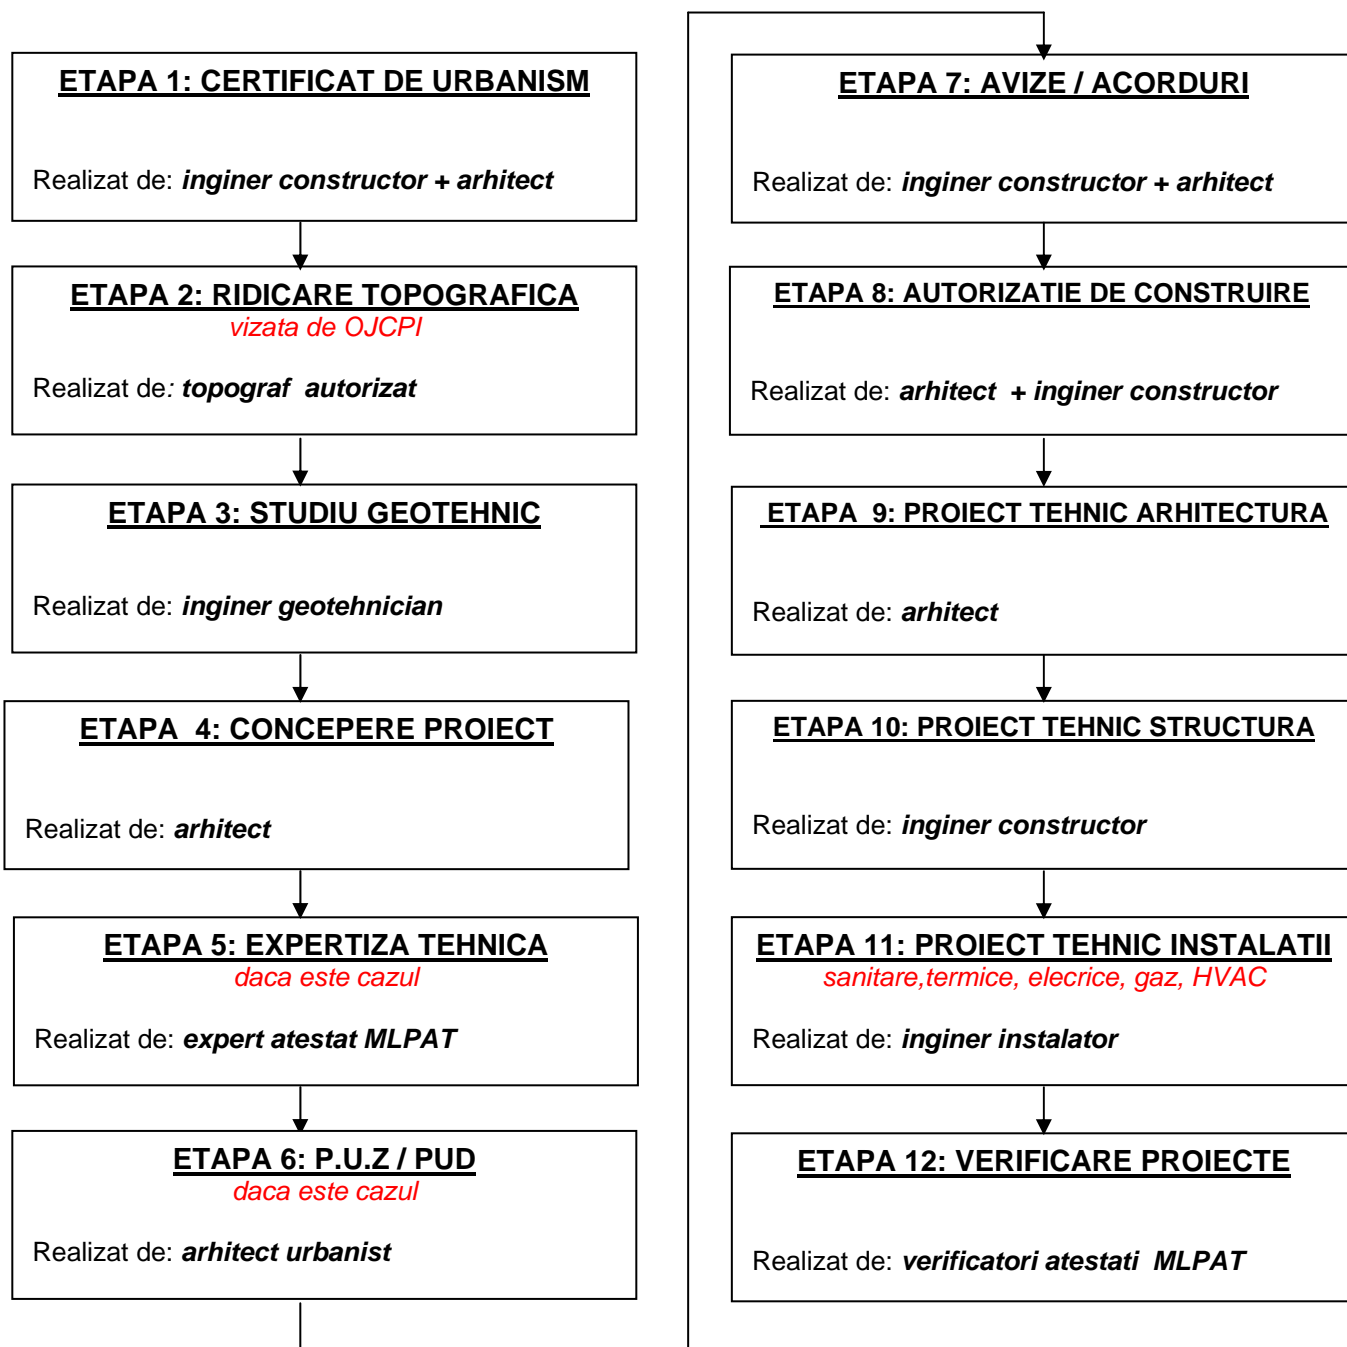 ETAPA 1: CERTIFICAT DE URBANISM
Realizat de: inginer constructor + arhitect
ETAPA 2: RIDICARE TOPOGRAFICA
vizata de OJCPI
Realizat de: topograf autorizat
ETAPA 3: STUDIU GEOTEHNIC
Realizat de: inginer geotehnician
ETAPA 4: CONCEPERE PROIECT
Realizat de: arhitect
ETAPA 5: EXPERTIZA TEHNICA
daca este cazul
Realizat de: expert atestat MLPAT
ETAPA 6: P.U.Z / PUD
daca este cazul
Realizat de: arhitect urbanist
ETAPA 7: AVIZE / ACORDURI
Realizat de: inginer constructor + arhitect
ETAPA 8: AUTORIZATIE DE CONSTRUIRE
Realizat de: arhitect + inginer constructor
ETAPA 9: PROIECT TEHNIC ARHITECTURA
Realizat de: arhitect
ETAPA 10: PROIECT TEHNIC STRUCTURA
Realizat de: inginer constructor
ETAPA 11: PROIECT TEHNIC INSTALATII
sanitare,termice, elecrice, gaz, HVAC
Realizat de: inginer instalator
ETAPA 12: VERIFICARE PROIECTE
Realizat de: verificatori atestati MLPAT